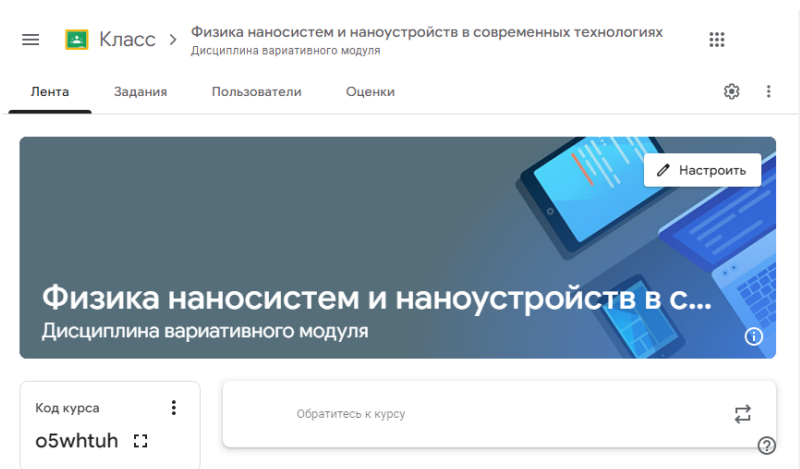 Класс > Физика наносистем и наноустройств в современных технологиях
Дисциплина вариативного модуля
Лента Задания Пользователи Оценки
Настроить
Физика наносистем и наноустройств в с...
Дисциплина вариативного модуля
Код курса
o5whtuh
Обратитесь к курсу